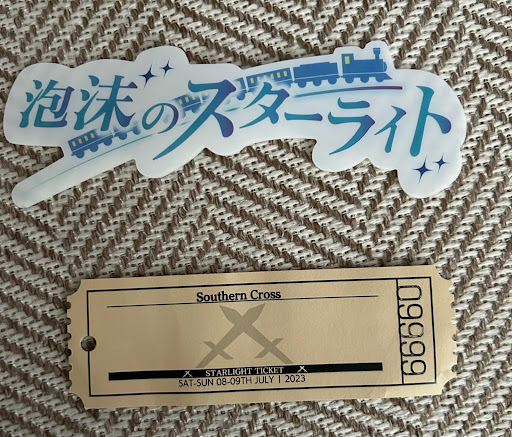 泡沫のスターライト
Southern Cross
STARLIGHT TICKET
SAT-SUN 08-09TH JULY | 2023
09999